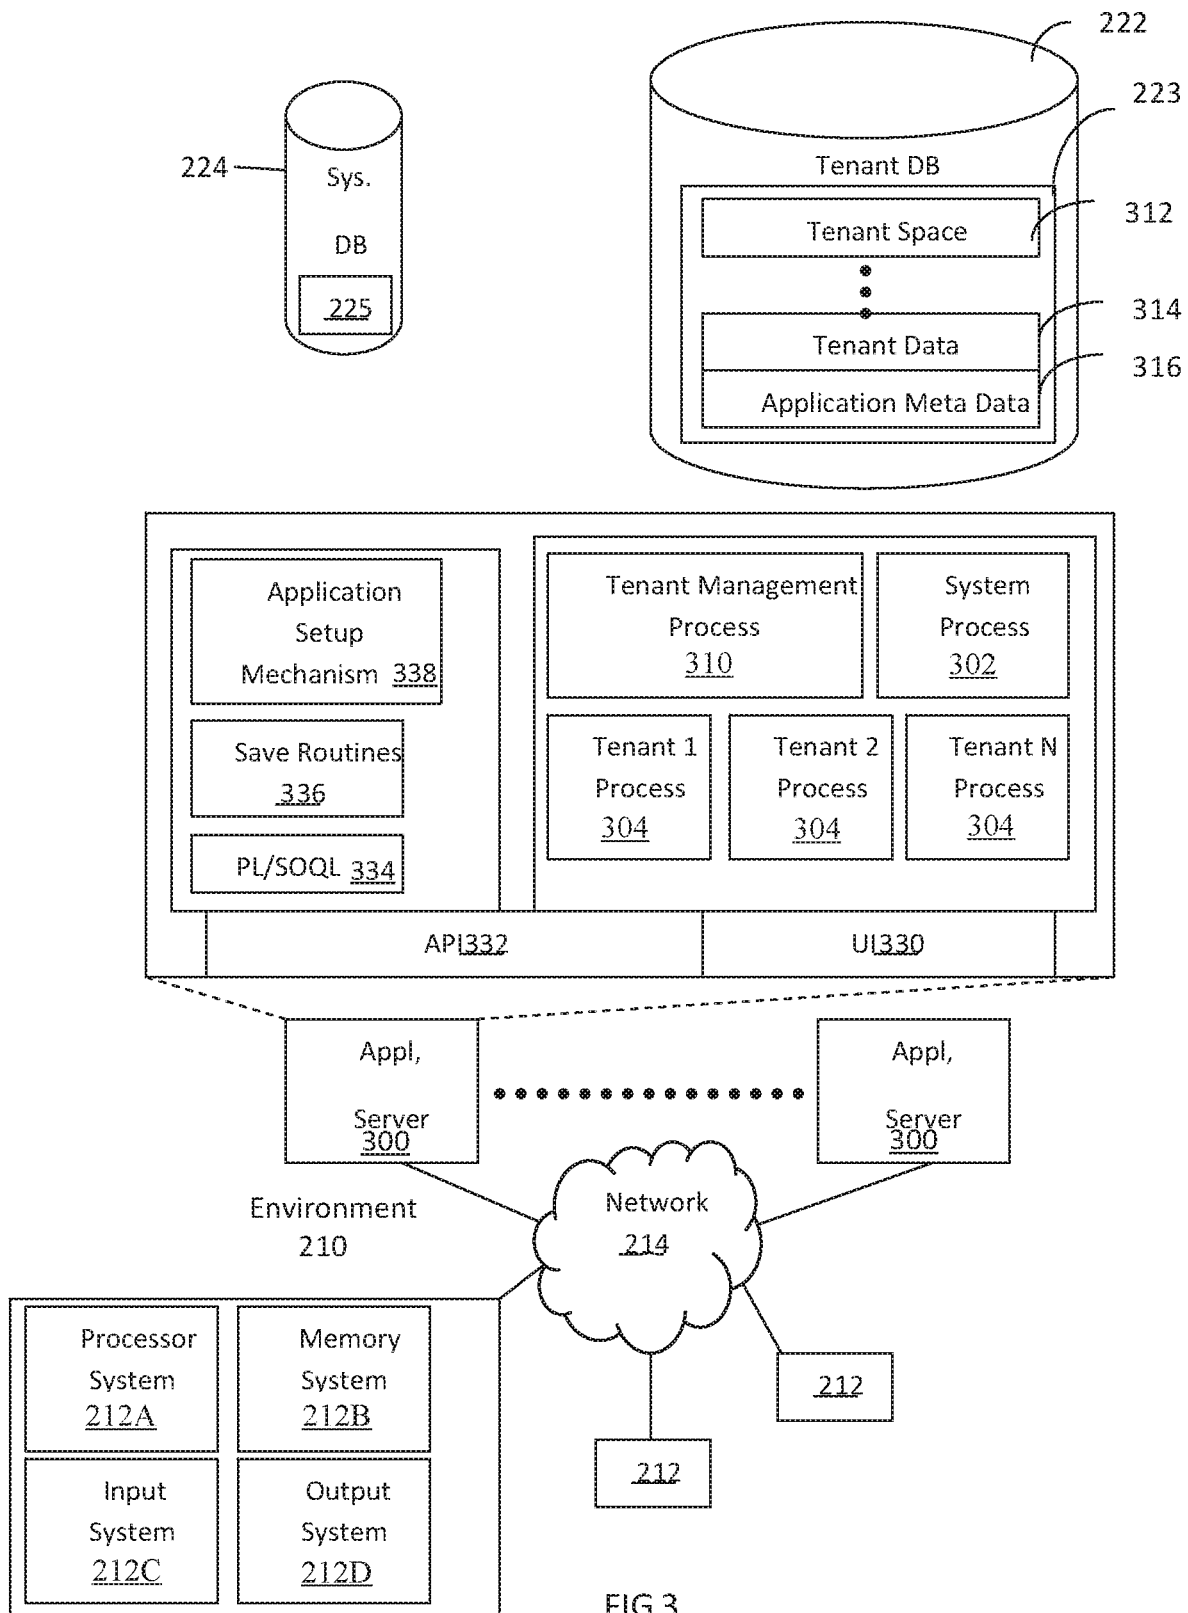 222
223
224
Sys.
DB
225
Tenant DB
Tenant Space
312
314
Tenant Data
316
Application Meta Data
Application
Setup
Mechanism 338
Save Routines
336
PL/SOQL 334
Tenant Management
Process
310
System
Process
302
Tenant 1
Process
304
Tenant 2
Process
304
Tenant N
Process
304
API332
UI330
Appl,
Server
300
Appl,
Server
300
Environment
210
Network
214
Processor
System
212A
Memory
System
212B
Input
System
212C
Output
System
212D
212
212
FIG.3